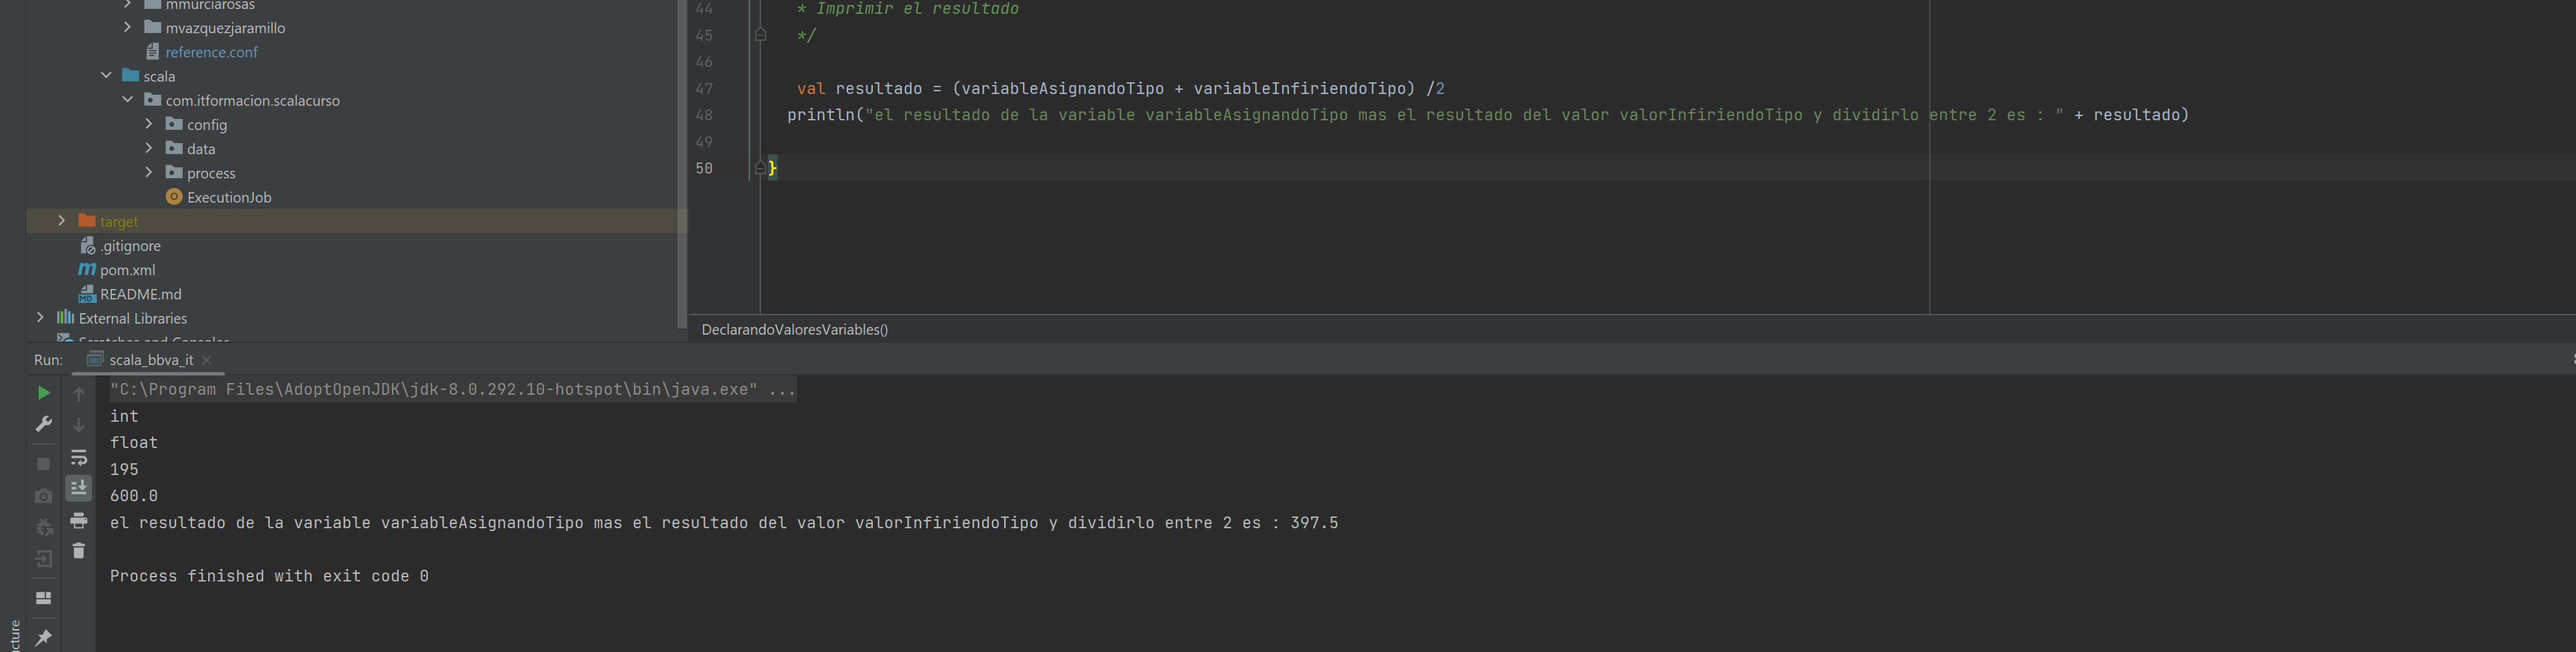 mmurciarosas
mvazquezjaramillo
reference.conf
scala
com.itformacion.scalacurso
config
data
process
ExecutionJob
target
.gitignore
pom.xml
README.md
External Libraries
Scratches and Consoles
44 * Imprimir el resultado
45 */
46
47 val resultado = (variableAsignandoTipo + variableInfiriendoTipo) /2
48 println("el resultado de la variable variableAsignandoTipo mas el resultado del valor valorInfiriendoTipo y dividirlo entre 2 es : " + resultado)
49
50 }
DeclarandoValoresVariables()
Run: scala_bbva_it
"C:\Program Files\AdoptOpenJDK\jdk-8.0.292.10-hotspot\bin\java.exe" ...
int
float
195
600.0
el resultado de la variable variableAsignandoTipo mas el resultado del valor valorInfiriendoTipo y dividirlo entre 2 es : 397.5
Process finished with exit code 0